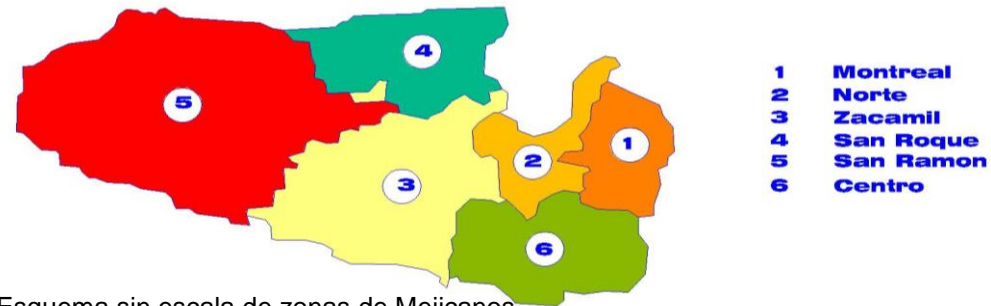 4
5
1
2
3
6
1 Montreal
2 Norte
3 Zacamil
4 San Roque
5 San Ramon
6 Centro
Esquema sin escala de zonas de Mejicanos